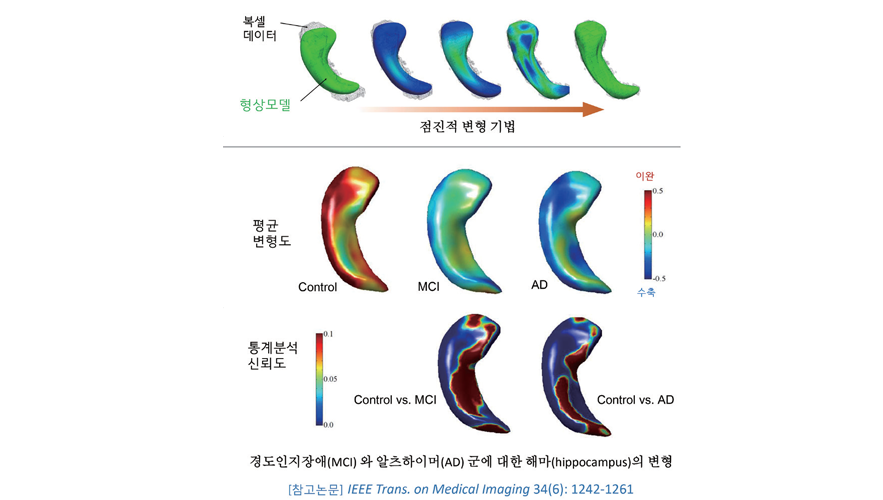 복셀
데이터
형상모델
점진적 변형 기법
평균
변형도
Control
MCI
AD
이완
0.5
0.0
-0.5
수축
통계분석
신뢰도
0.1
0.05
0.0
Control vs. MCI
Control vs. AD
경도인지장애(MCI) 와 알츠하이머(AD) 군에 대한 해마(hippocampus)의 변형
[참고논문] IEEE Trans. on Medical Imaging 34(6): 1242-1261